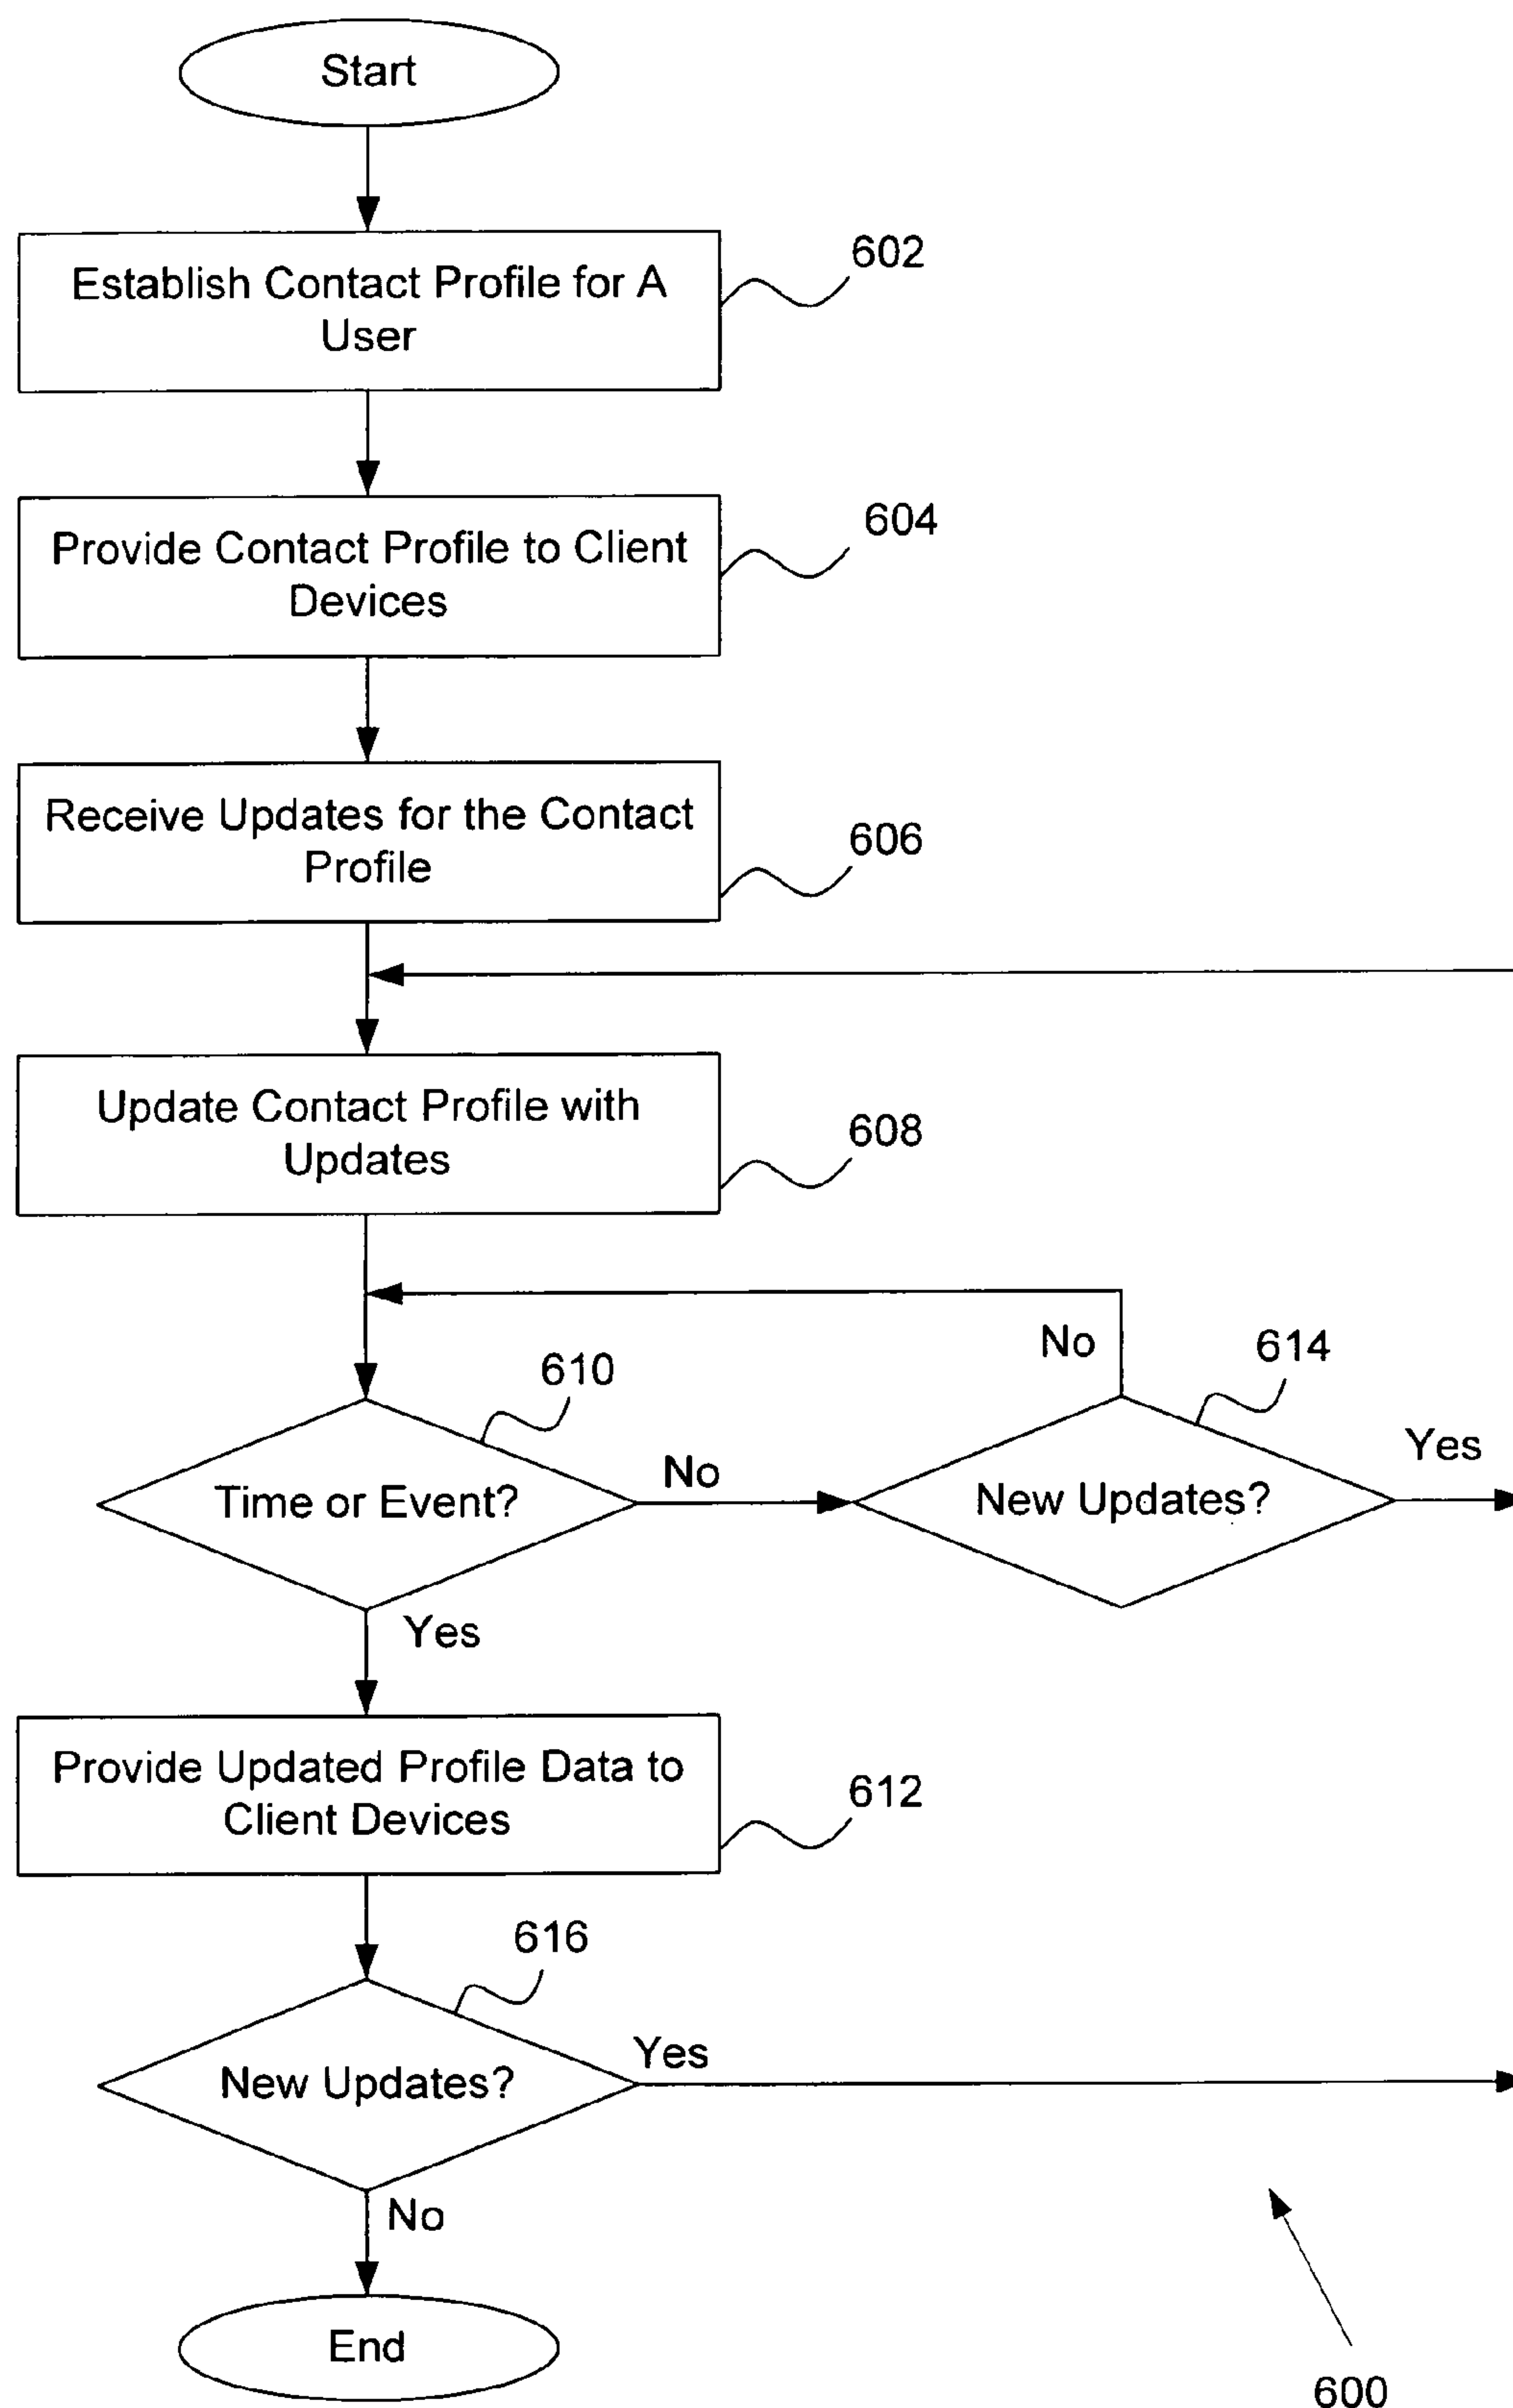 Start
Establish Contact Profile for A
User
602
Provide Contact Profile to Client
Devices
604
Receive Updates for the Contact
Profile
606
Update Contact Profile with
Updates
608
610
No
614
Time or Event?
No
New Updates?
Yes
Yes
Provide Updated Profile Data to
Client Devices
612
616
New Updates?
Yes
No
End
600